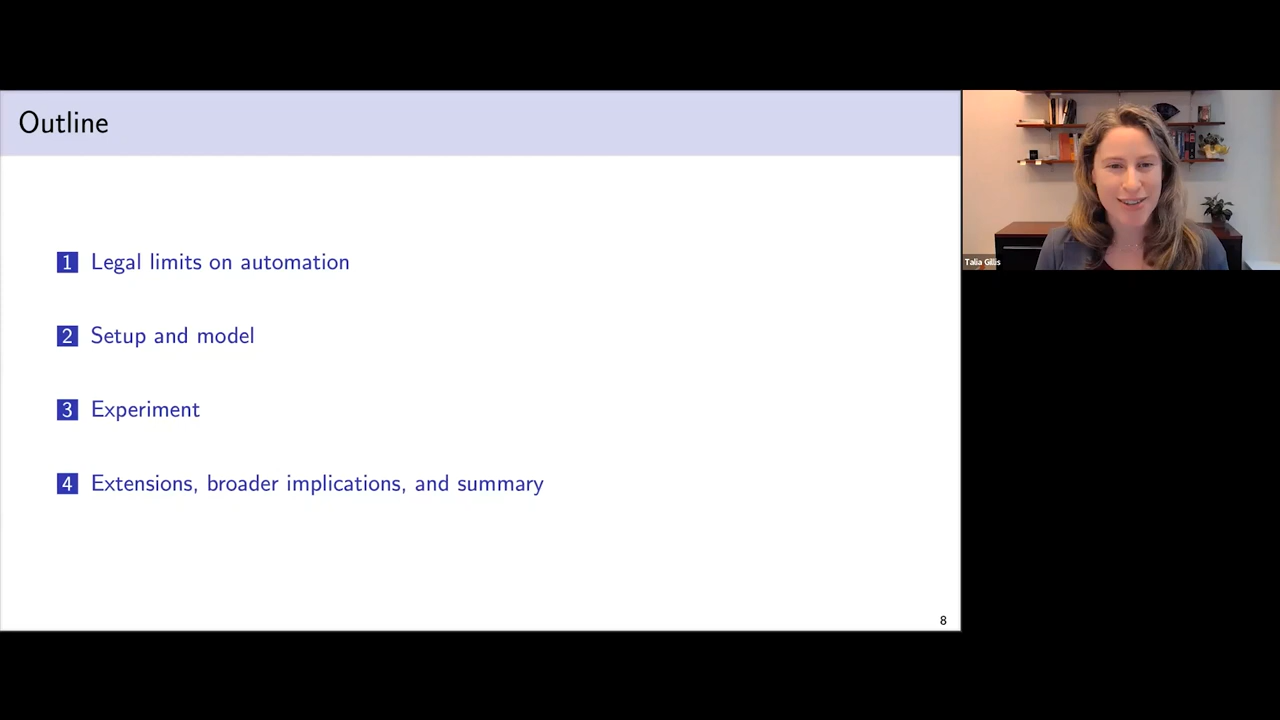 Outline
1 Legal limits on automation
2 Setup and model
3 Experiment
4 Extensions, broader implications, and summary
8
Talia Gillis